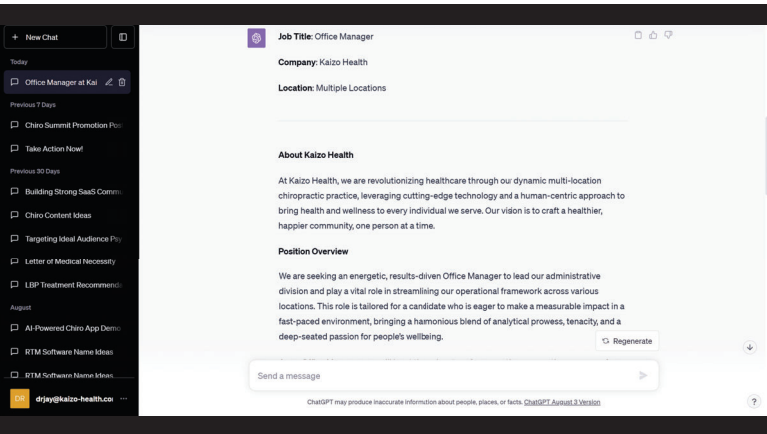 + New Chat
Today
Office Manager at Kai
Previous 7 Days
Chiro Summit Promotion Pos
Take Action Now!
Previous 30 Days
Building Strong SaaS Commu
Chiro Content Ideas
Targeting Ideal Audience Psy
Letter of Medical Necessity
LBP Treatment Recommenda
August
AI-Powered Chiro App Demo
RTM Software Name Ideas
RTM Software Name Ideas
DR drjay@kaizo-health.co ...
Job Title: Office Manager
Company: Kaizo Health
Location: Multiple Locations
About Kaizo Health
At Kaizo Health, we are revolutionizing healthcare through our dynamic multi-location
chiropractic practice, leveraging cutting-edge technology and a human-centric approach to
bring health and wellness to every individual we serve. Our vision is to craft a healthier,
happier community, one person at a time.
Position Overview
We are seeking an energetic, results-driven Office Manager to lead our administrative
division and play a vital role in streamlining our operational framework across various
locations. This role is tailored for a candidate who is eager to make a measurable impact in a
fast-paced environment, bringing a harmonious blend of analytical prowess, tenacity, and a
deep-seated passion for people's wellbeing.
Regenerate
Send a message
ChatGPT may produce inaccurate information about people, places, or facts. ChatGPT August 3 Version
?